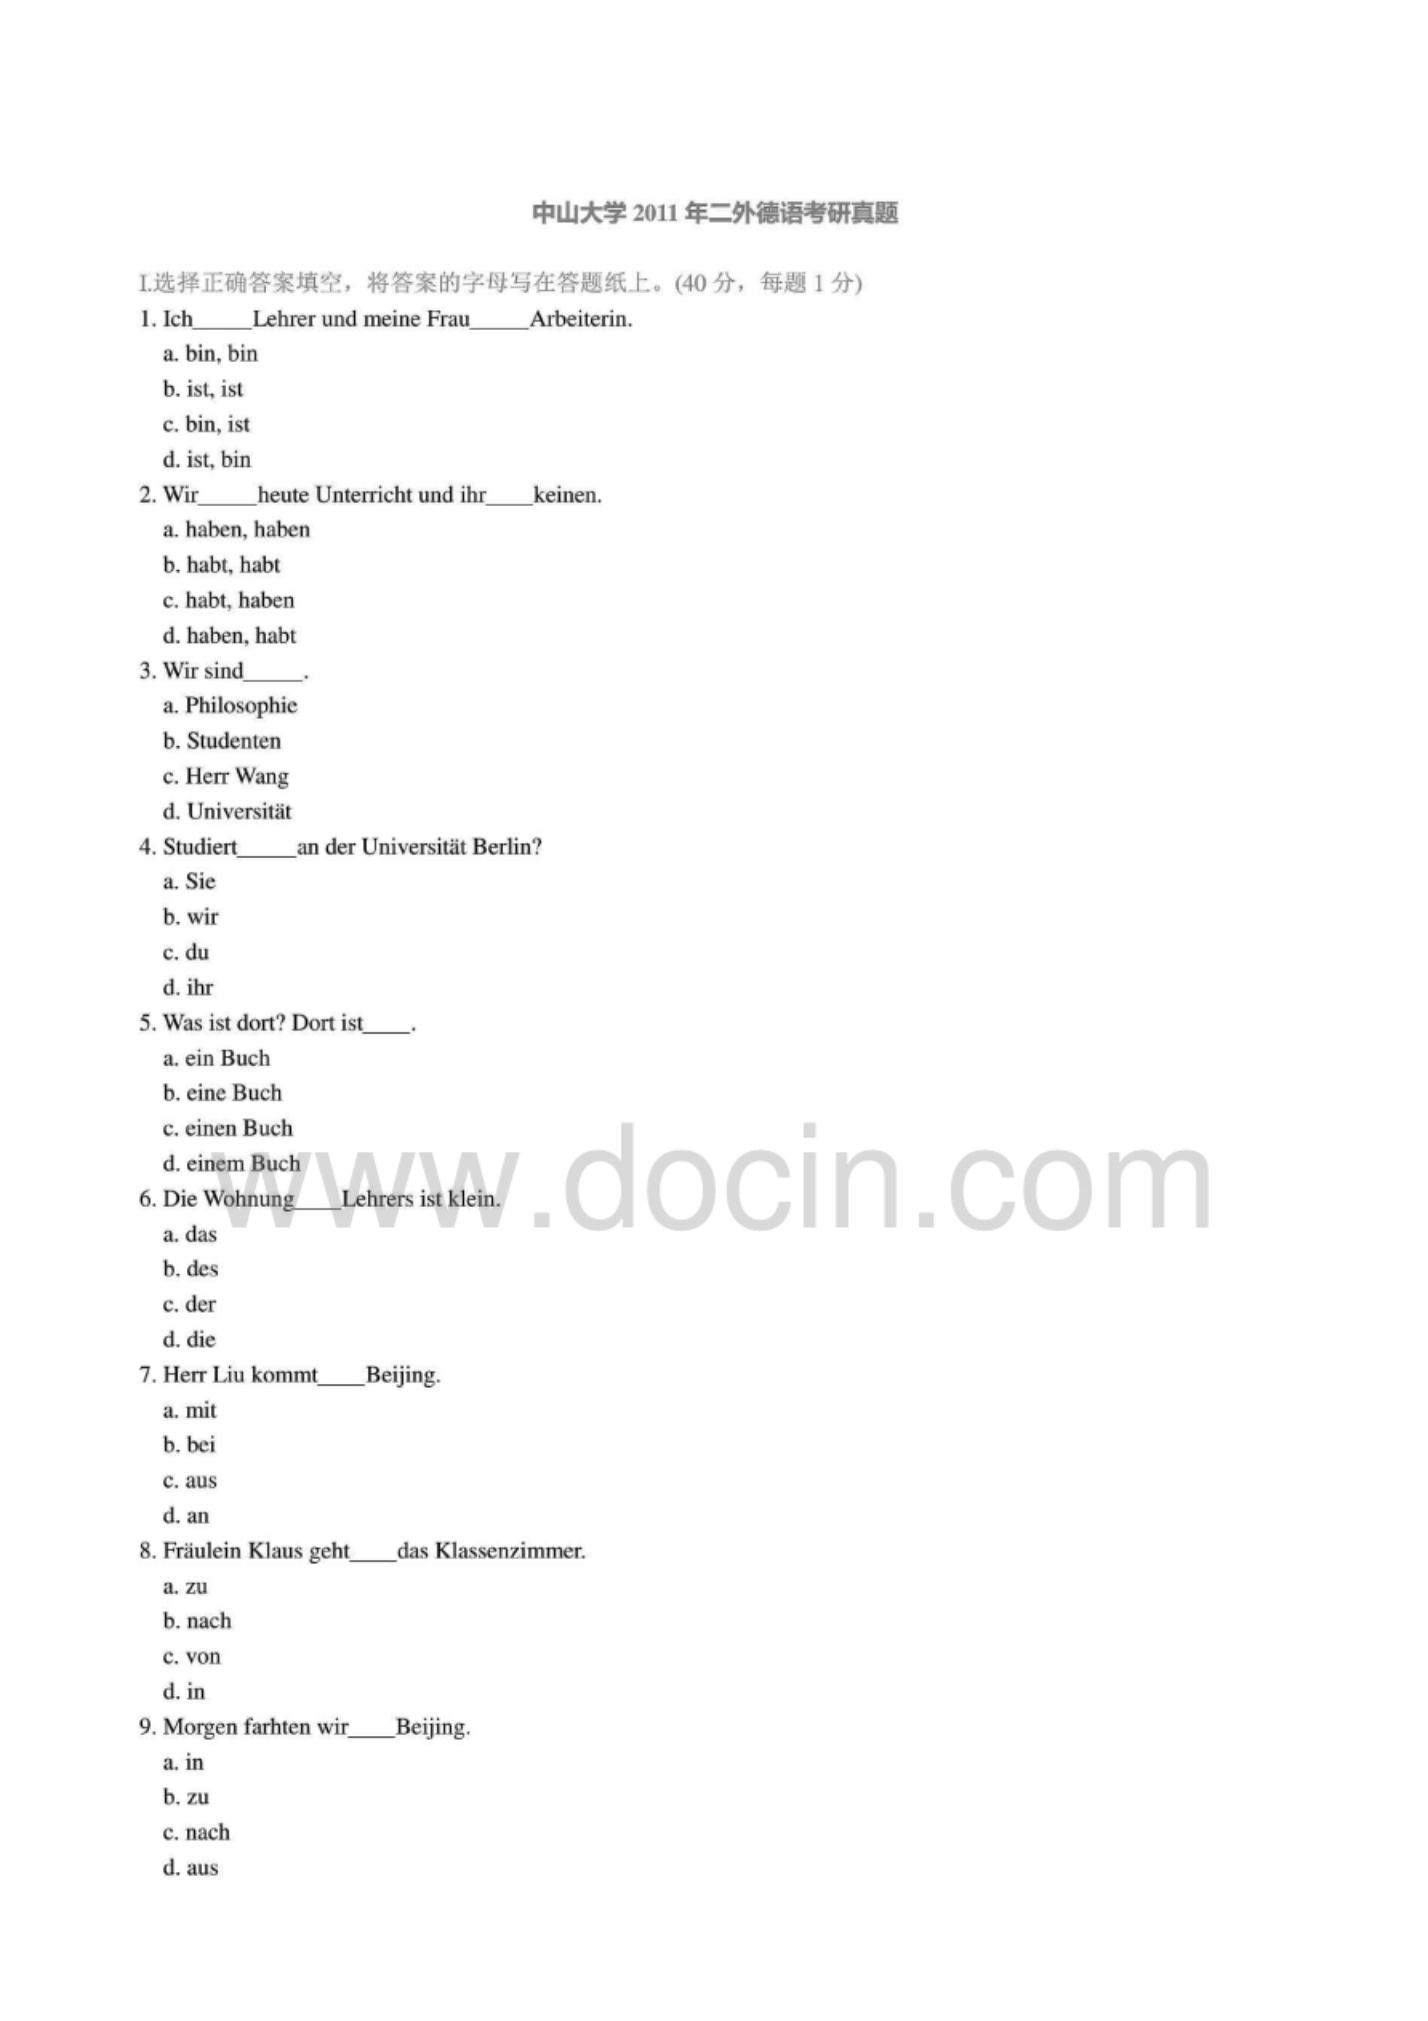 中山大学 2011 年二外德语考研真题
I.选择正确答案填空，将答案的字母写在答题纸上。(40 分，每题 1 分)
1. Ich_____Lehrer und meine Frau_____Arbeiterin.
a. bin, bin
b. ist, ist
c. bin, ist
d. ist, bin
2. Wir_____heute Unterricht und ihr____keinen.
a. haben, haben
b. habt, habt
c. habt, haben
d. haben, habt
3. Wir sind_____.
a. Philosophie
b. Studenten
c. Herr Wang
d. Universität
4. Studiert_____an der Universität Berlin?
a. Sie
b. wir
c. du
d. ihr
5. Was ist dort? Dort ist____.
a. ein Buch
b. eine Buch
c. einen Buch
d. einem Buch
www.docin.com
6. Die Wohnung____Lehrers ist klein.
a. das
b. des
c. der
d. die
7. Herr Liu kommt____Beijing.
a. mit
b. bei
c. aus
d. an
8. Fräulein Klaus geht____das Klassenzimmer.
a. zu
b. nach
c. von
d. in
9. Morgen farhten wir____Beijing.
a. in
b. zu
c. nach
d. aus